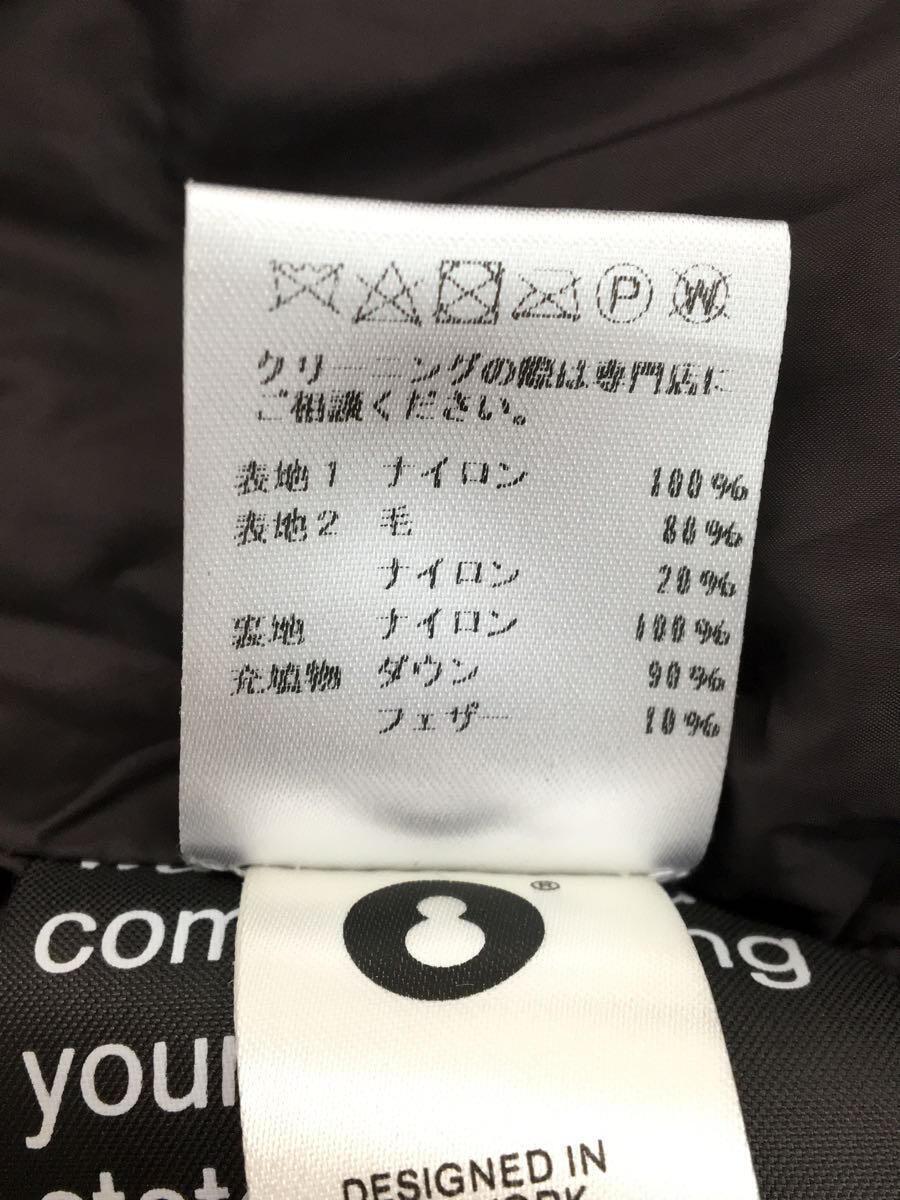 P W
クリーニングの際は専門店に
ご相談ください。
表地1 ナイロン 100%
表地2 毛 80%
ナイロン 20%
裏地 ナイロン 100%
充填物 ダウン 90%
フェザー 10%
®
com ng
your
DESIGNED IN